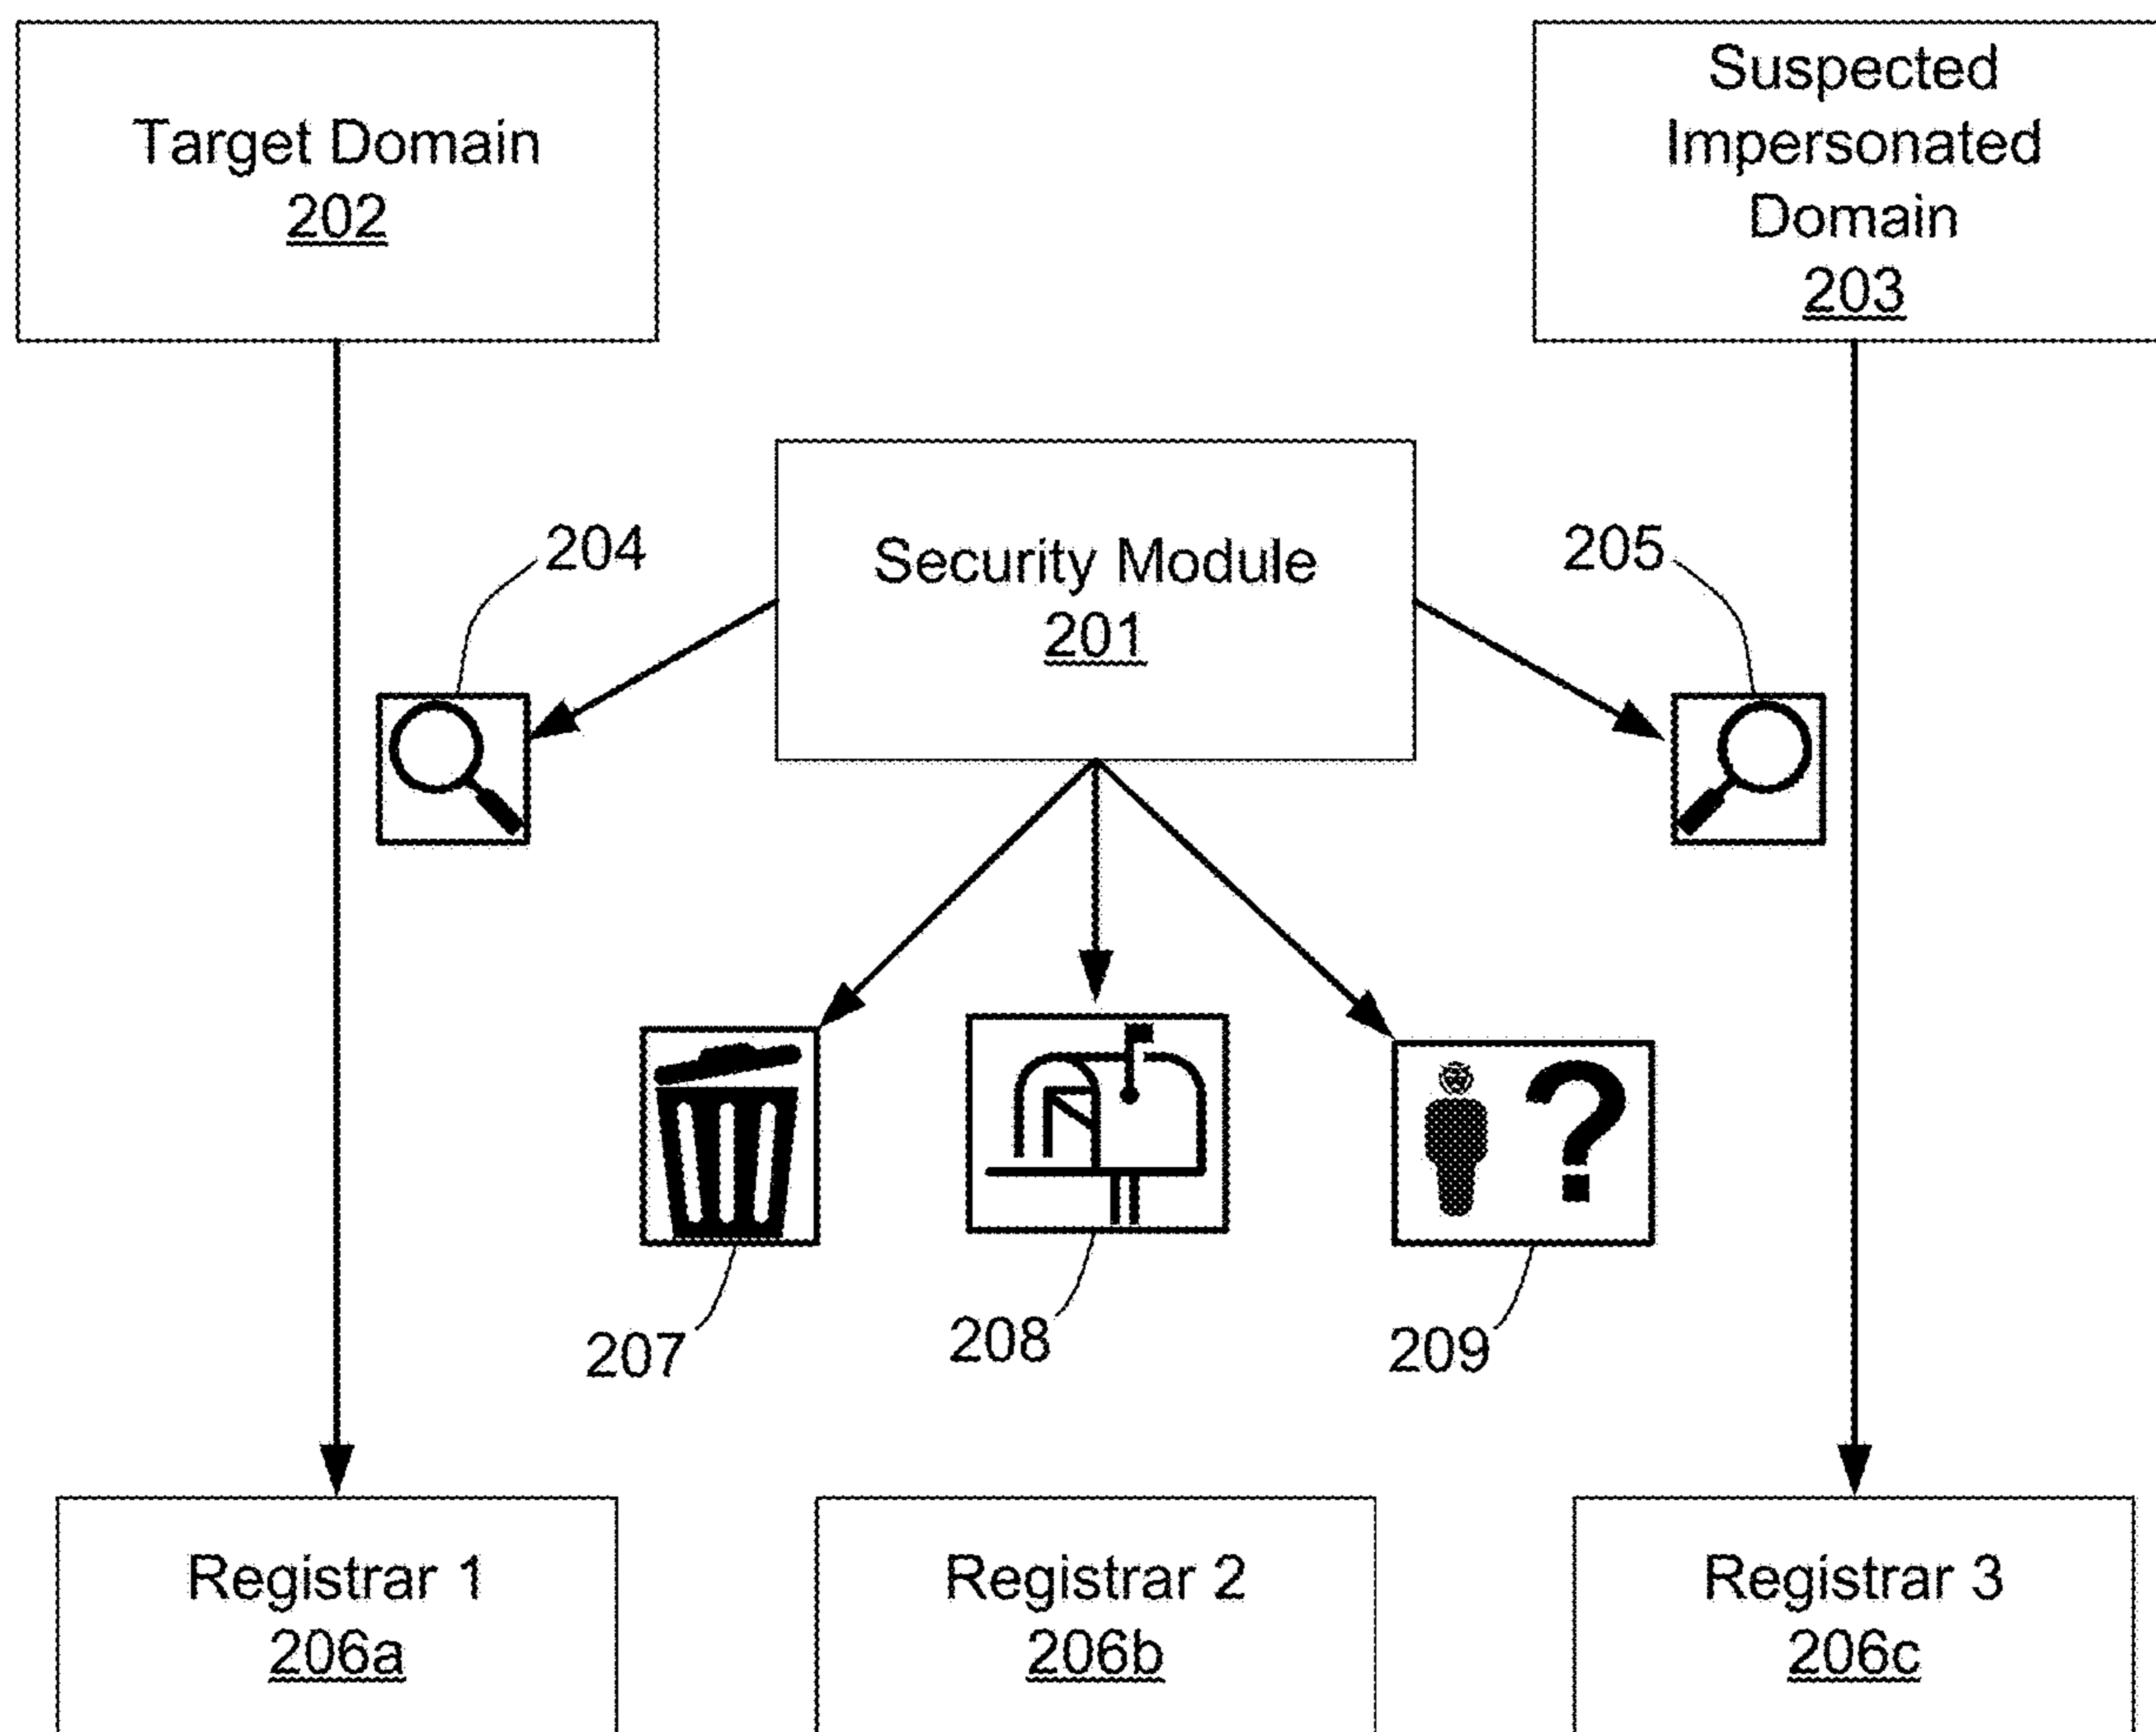 Target Domain
202
Suspected
Impersonated
Domain
203
Security Module
201
204
205
207
208
209
Registrar 1
206a
Registrar 2
206b
Registrar 3
206c